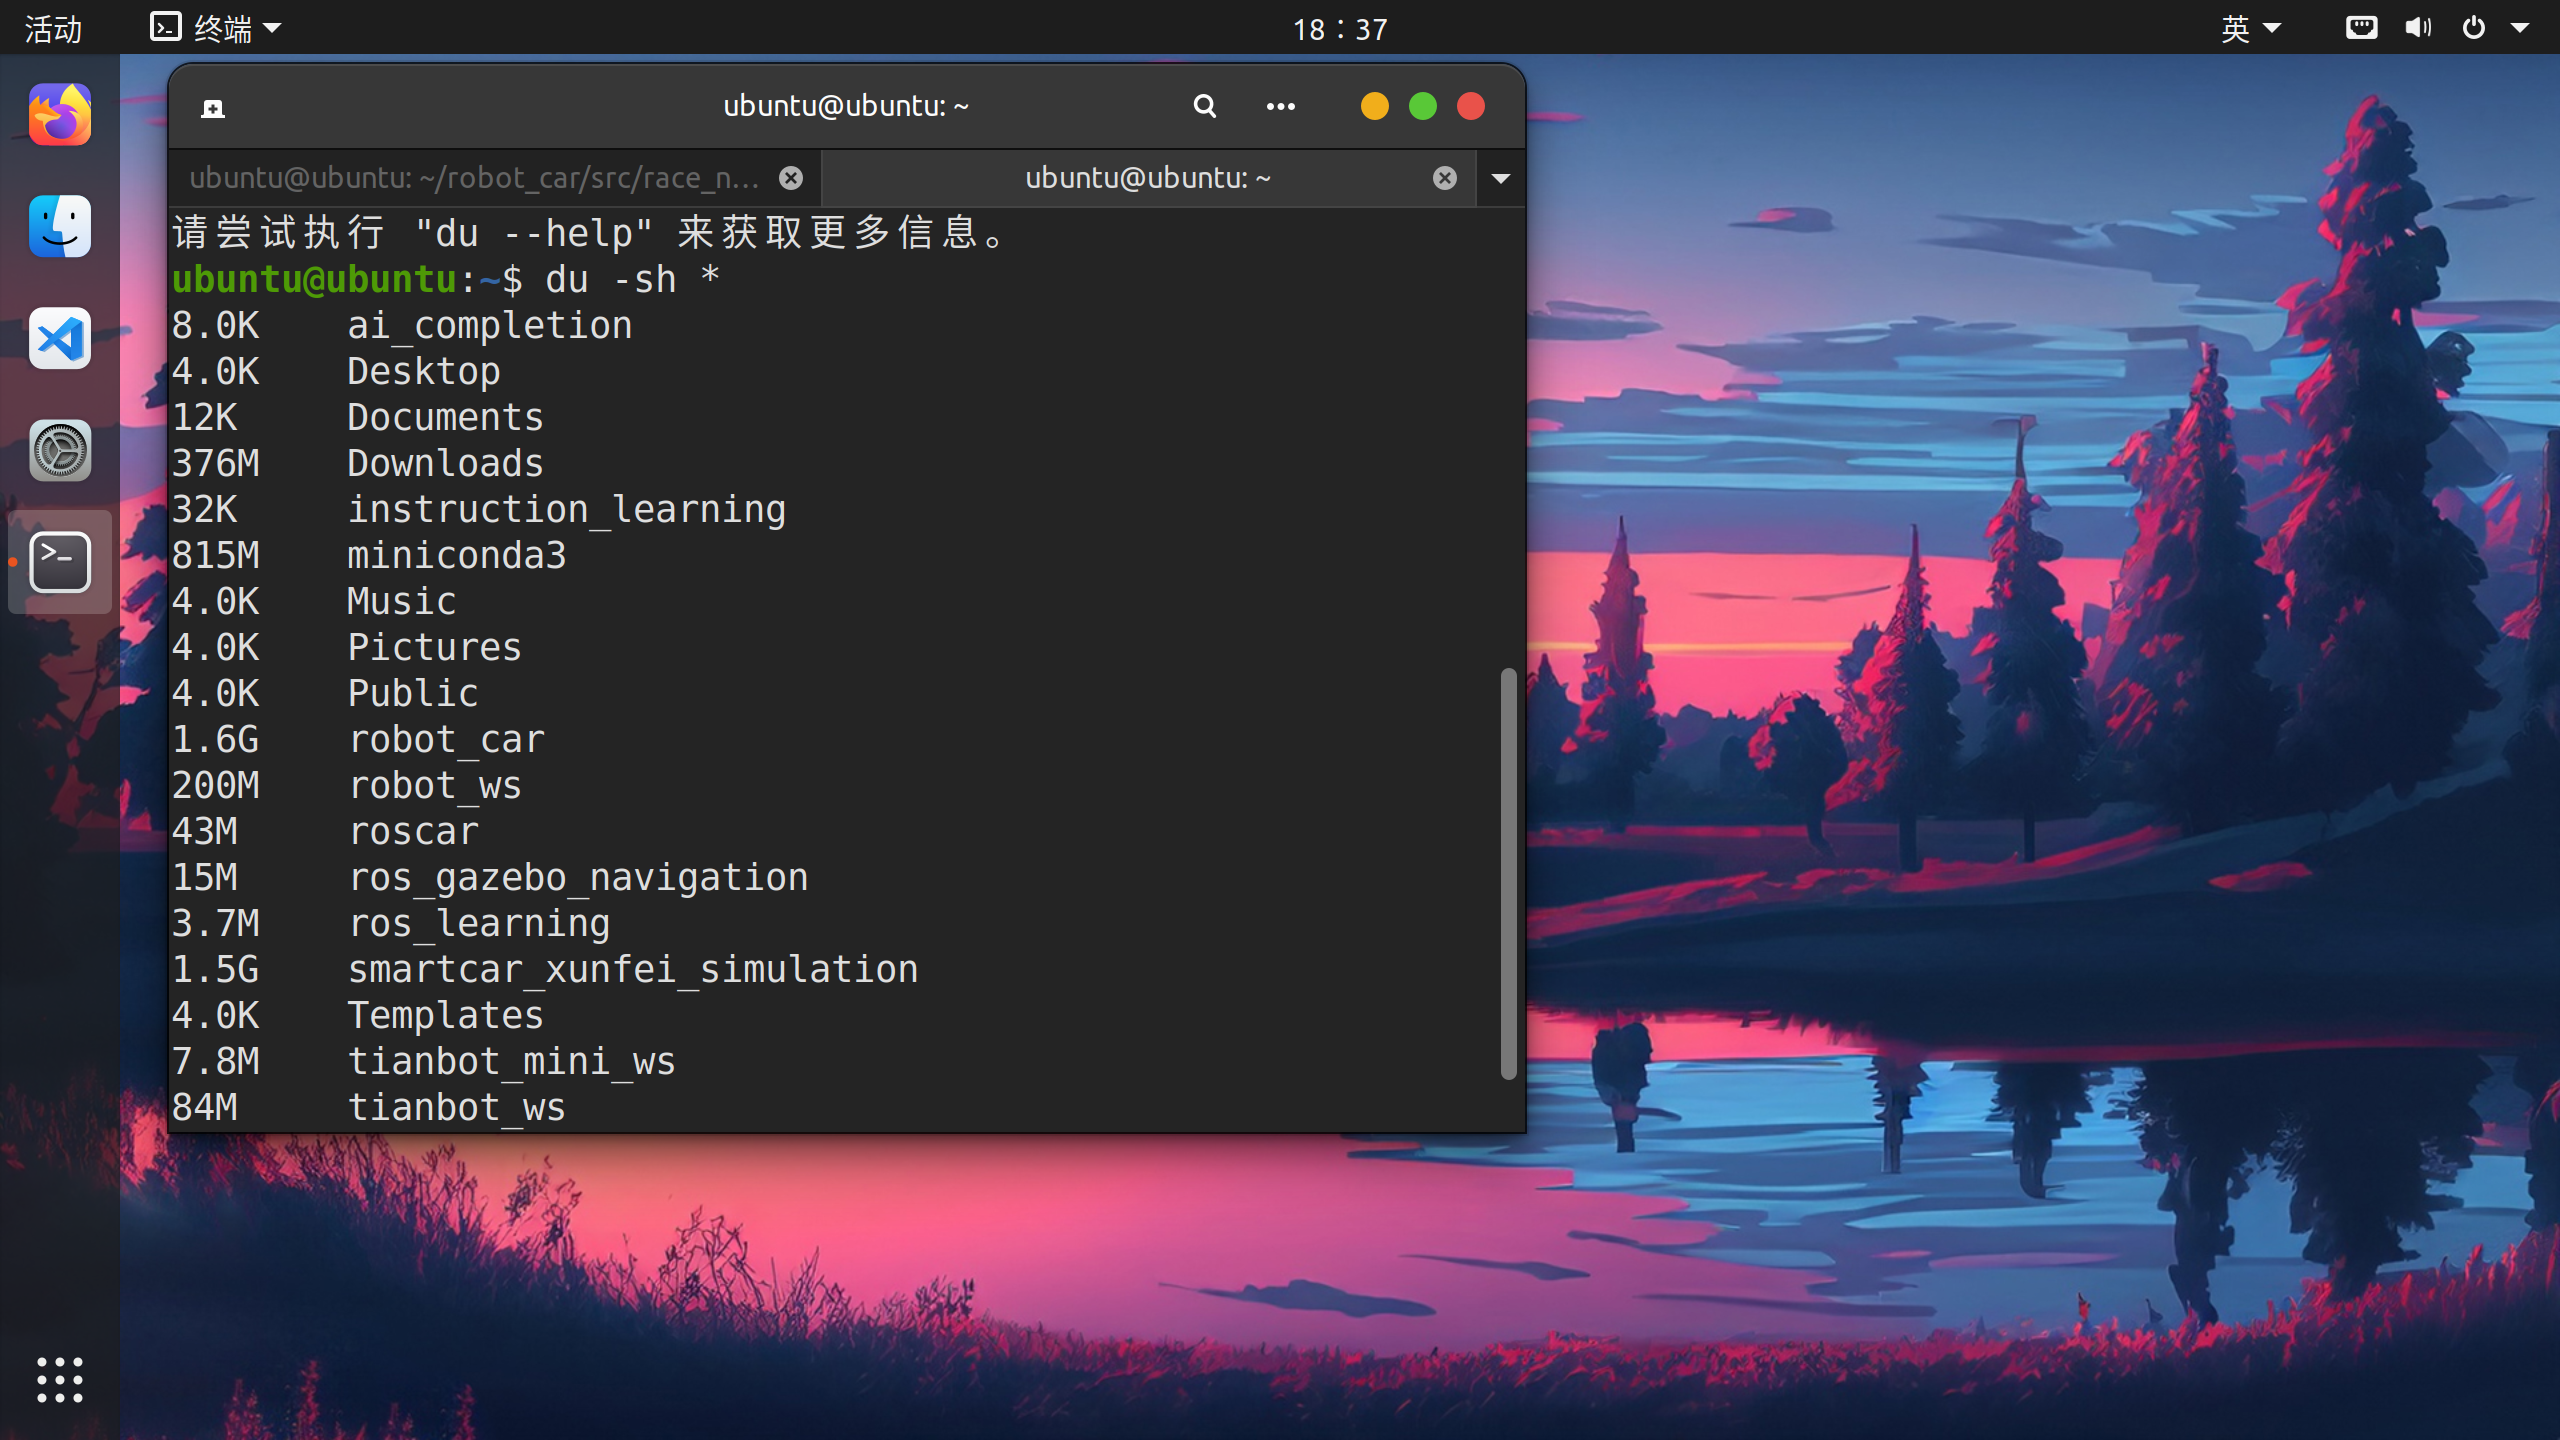 活动
终端
18：37
英
ubuntu@ubuntu: ~
ubuntu@ubuntu: ~/robot_car/src/race_n…
ubuntu@ubuntu: ~
请尝试执行 "du --help" 来获取更多信息。
ubuntu@ubuntu:~$ du -sh *
8.0K ai_completion
4.0K Desktop
12K Documents
376M Downloads
32K instruction_learning
815M miniconda3
4.0K Music
4.0K Pictures
4.0K Public
1.6G robot_car
200M robot_ws
43M roscar
15M ros_gazebo_navigation
3.7M ros_learning
1.5G smartcar_xunfei_simulation
4.0K Templates
7.8M tianbot_mini_ws
84M tianbot_ws